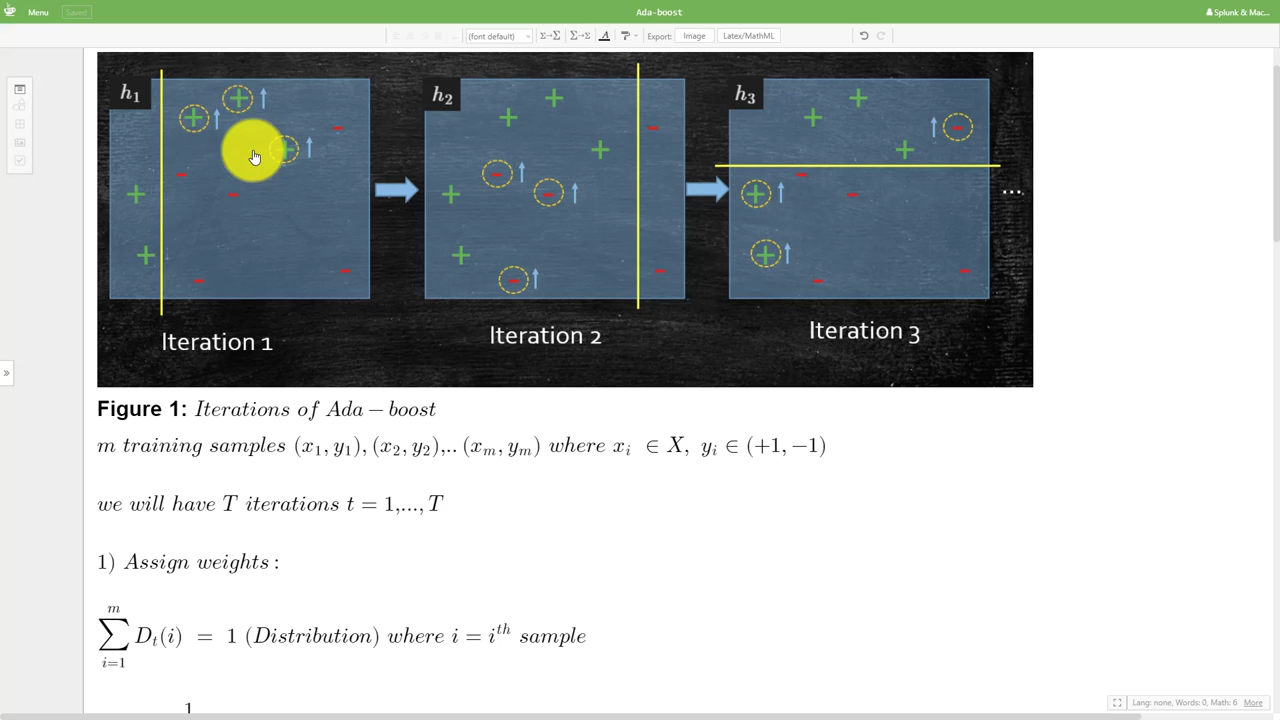 Menu Saved Ada-boost Splunk & Mac...
(font default) Σ→Σ Σ→Σ A Export: Image Latex/MathML
h₁ h₂ h₃
...
Iteration 1 Iteration 2 Iteration 3
Figure 1: Iterations of Ada − boost
m training samples (x₁, y₁), (x₂, y₂),.. (xₘ, yₘ) where xᵢ ∈ X, yᵢ ∈ (+1, −1)
we will have T iterations t = 1,..., T
1) Assign weights :
m
∑ Dₜ(i) = 1 (Distribution) where i = iᵗʰ sample
i=1
1
Lang: none, Words: 0, Math: 6 More